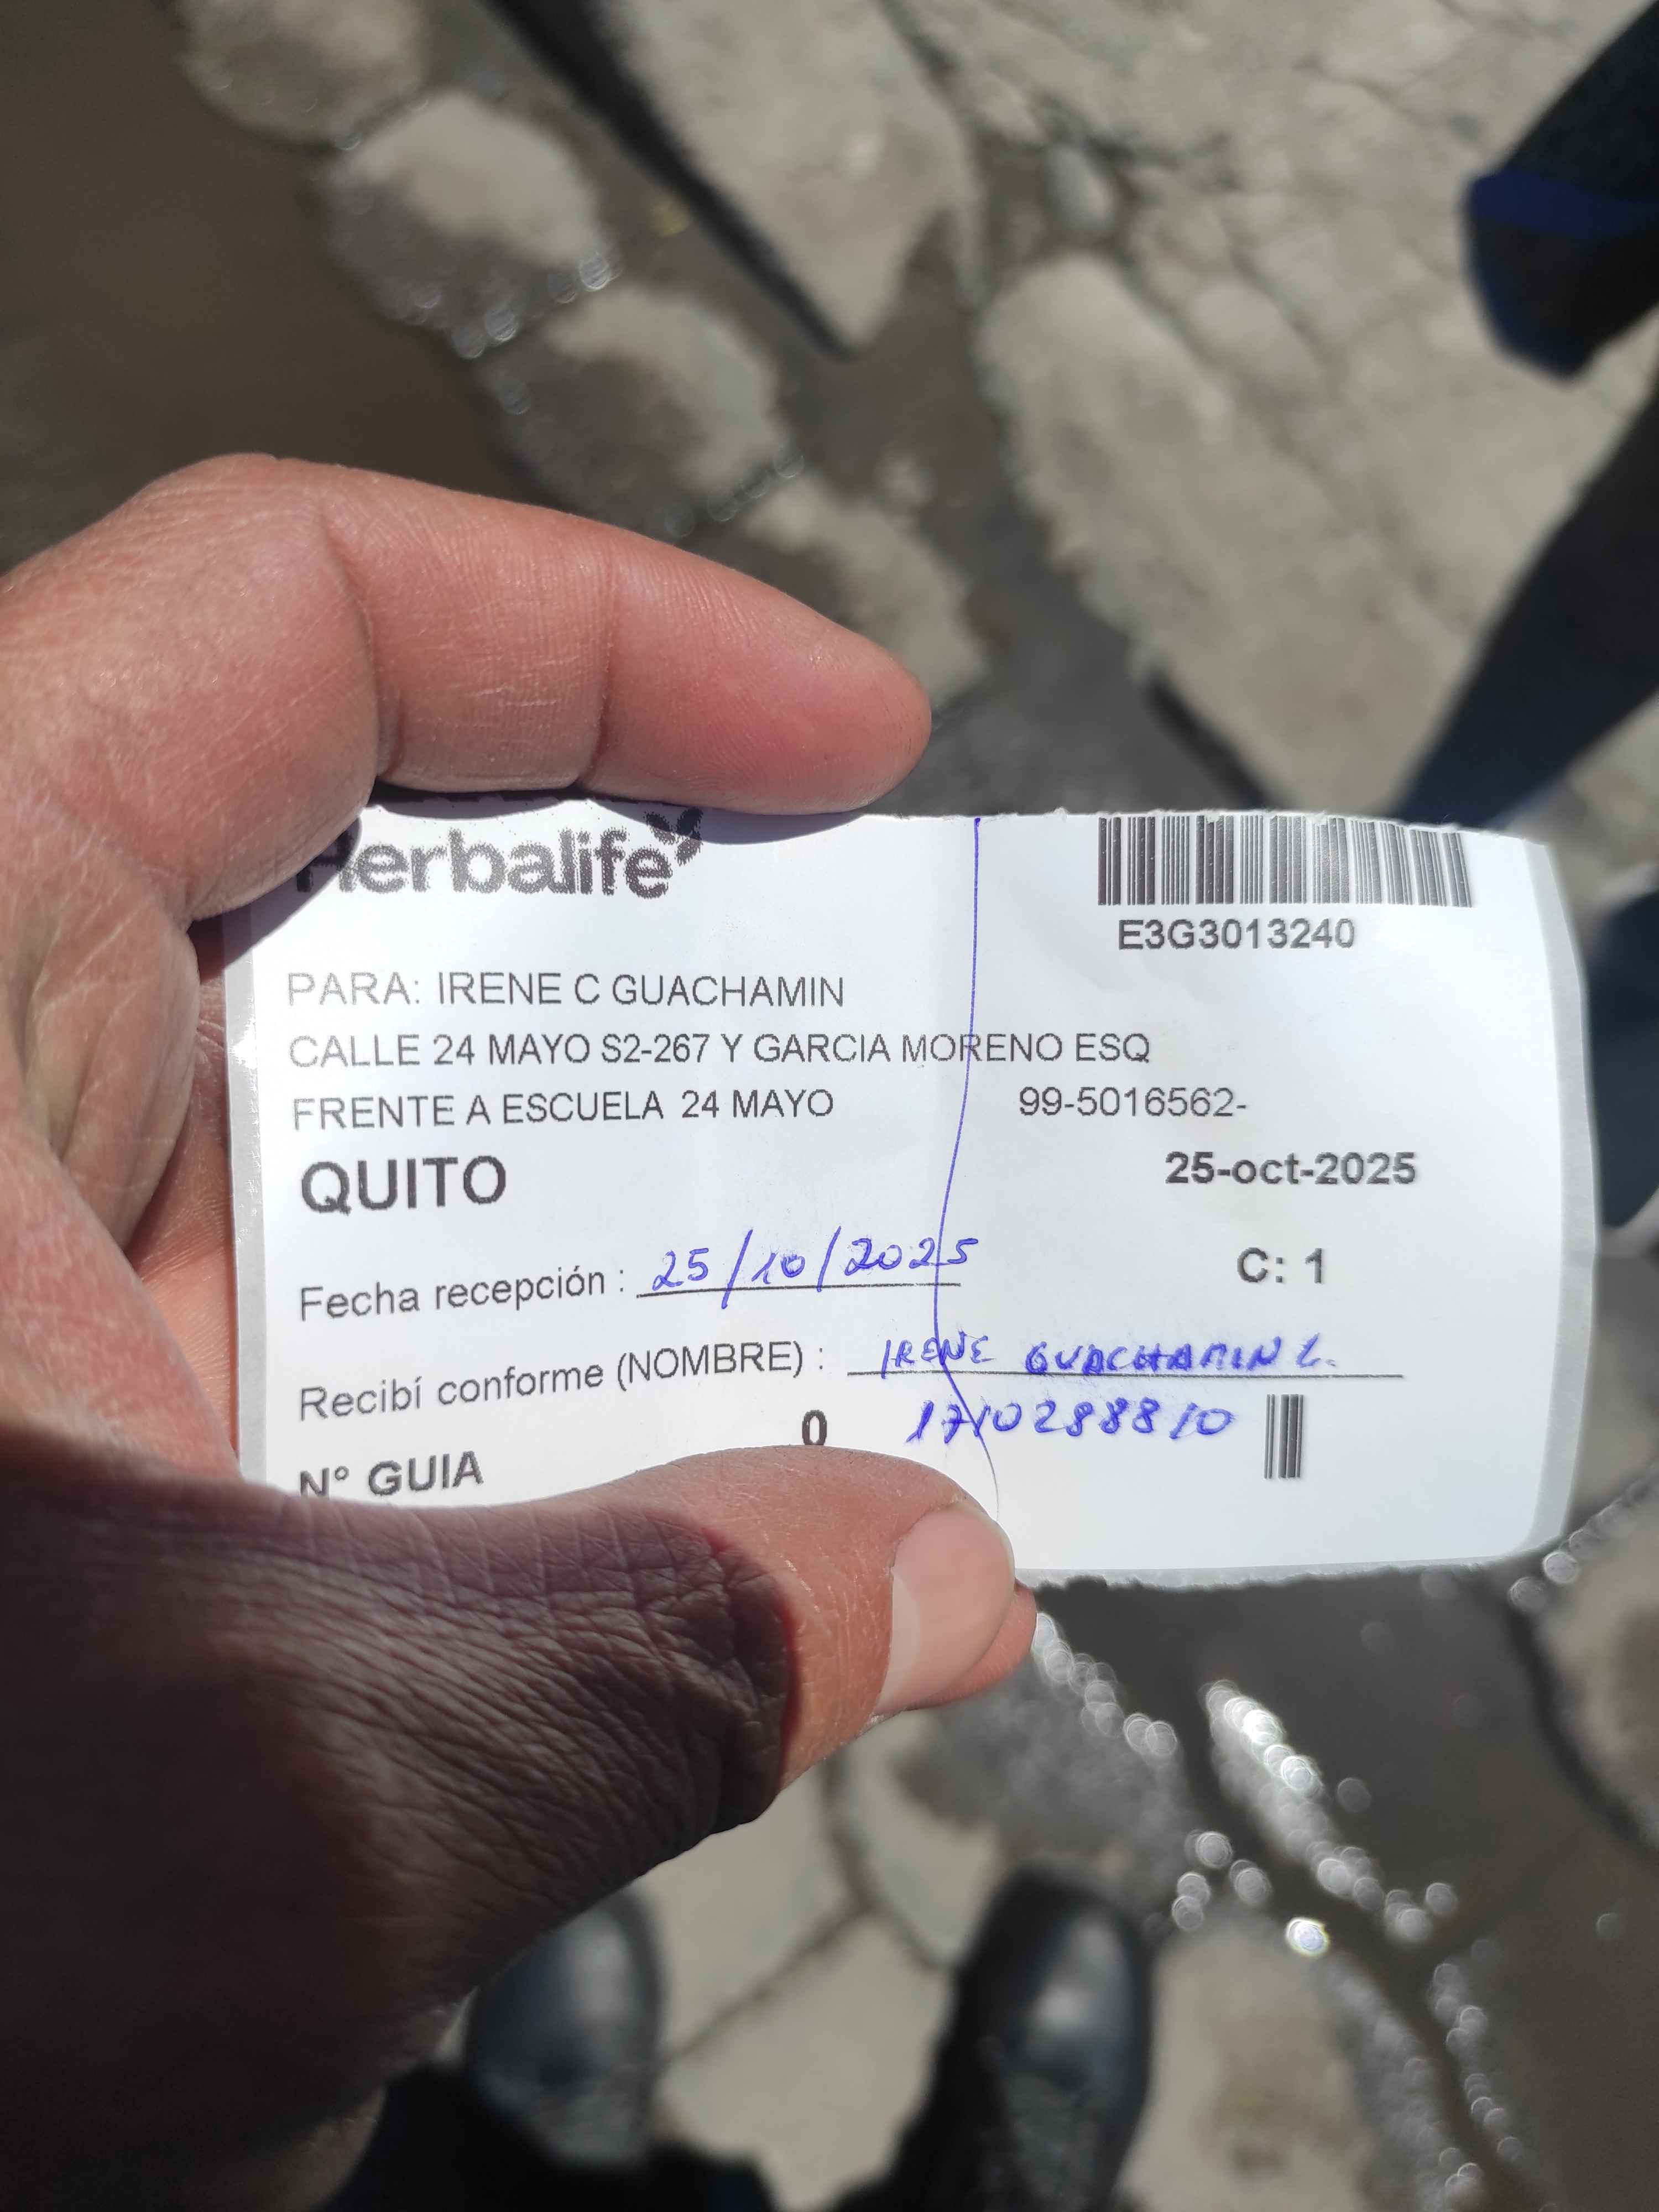 Herbalife
E3G3013240
PARA: IRENE C GUACHAMIN
CALLE 24 MAYO S2-267 Y GARCIA MORENO ESQ
FRENTE A ESCUELA 24 MAYO 99-5016562-
QUITO 25-oct-2025
Fecha recepción : 25/10/2025 C: 1
Recibí conforme (NOMBRE) : IRENE GUACHAMIN L.
0 1710288810
N° GUIA